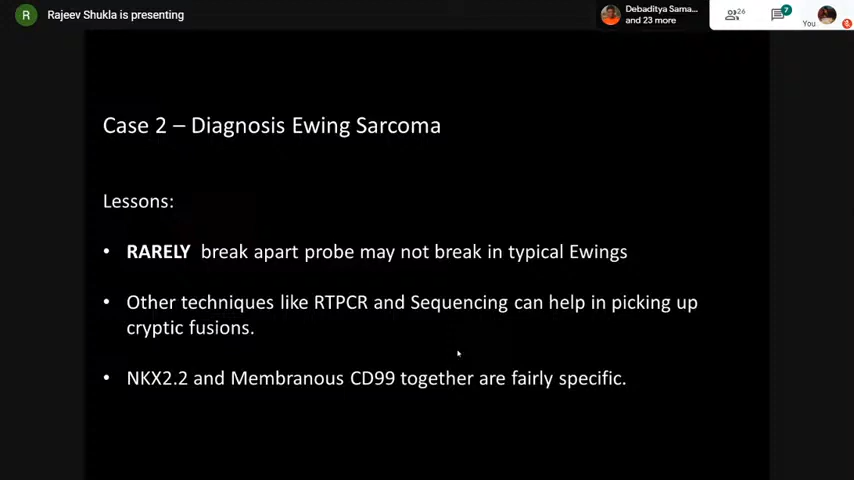 R Rajeev Shukla is presenting
Debaditya Sama...
and 23 more
26
7
You
Case 2 – Diagnosis Ewing Sarcoma
Lessons:
• RARELY break apart probe may not break in typical Ewings
• Other techniques like RTPCR and Sequencing can help in picking up
cryptic fusions.
• NKX2.2 and Membranous CD99 together are fairly specific.